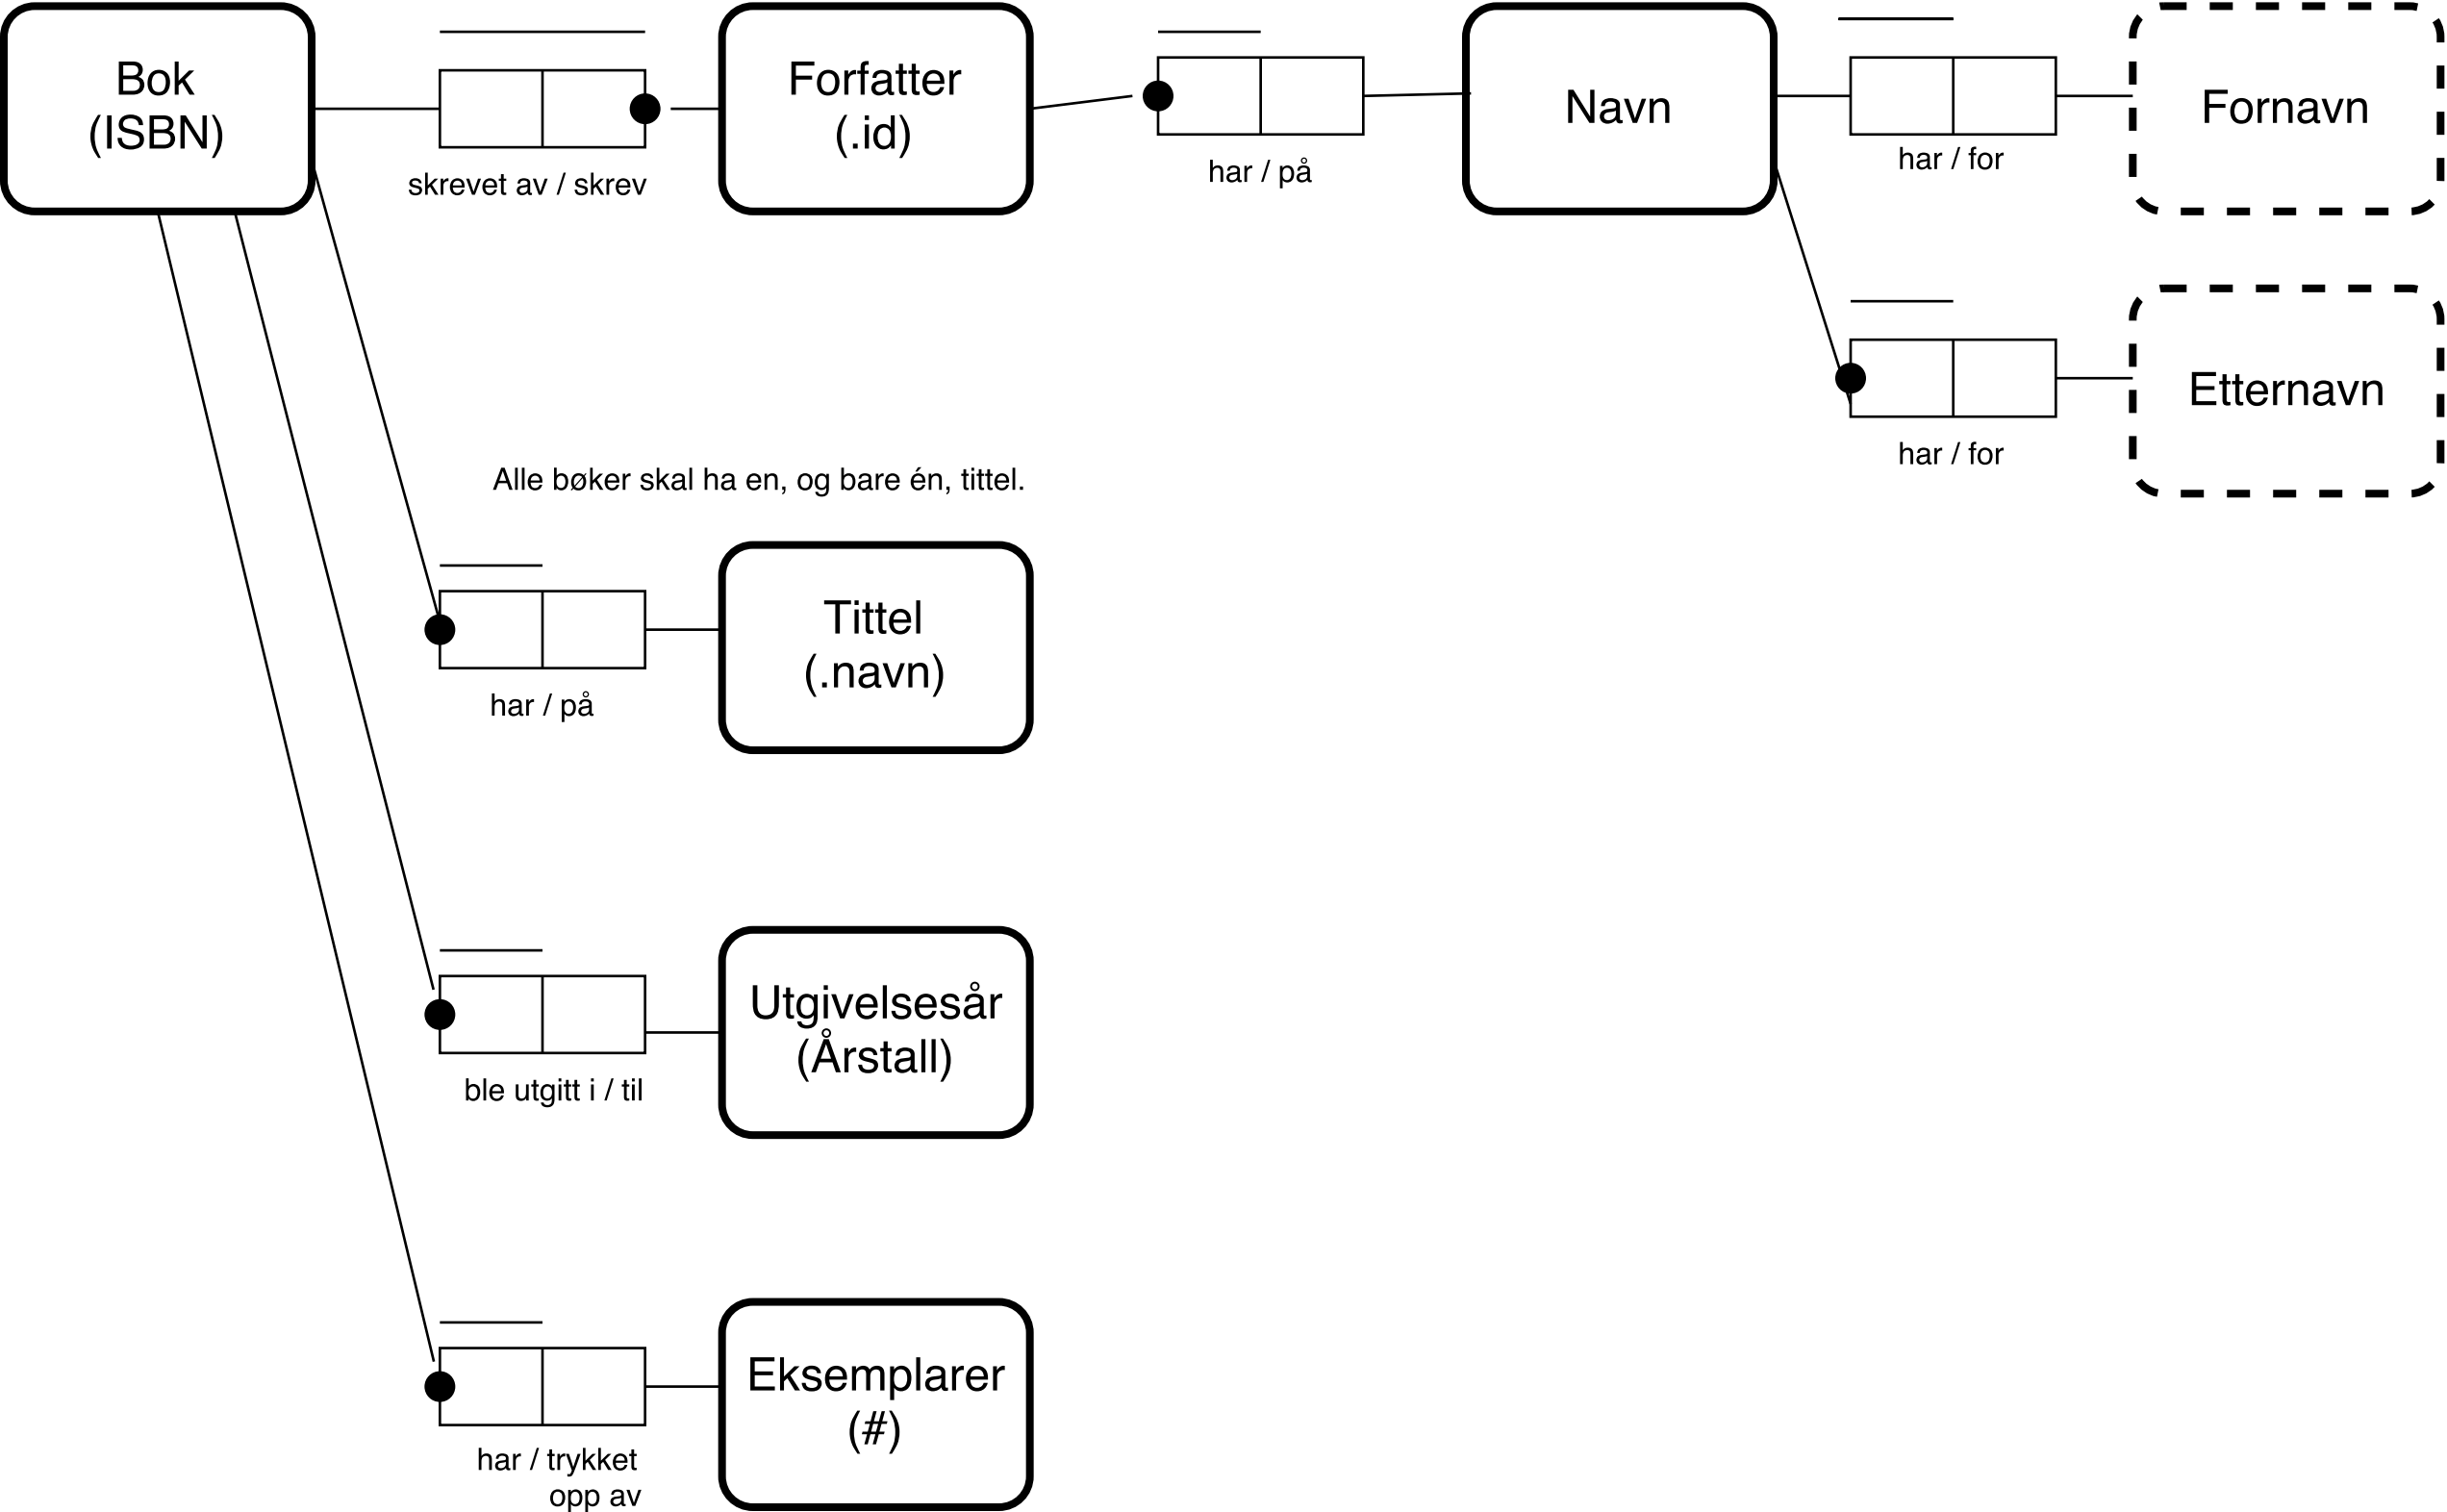 Bok
(ISBN)
skrevet av / skrev
Forfatter
(.id)
har / på
Navn
har / for
Fornavn
har / for
Etternavn
Alle bøker skal ha en, og bare én, tittel.
har / på
Tittel
(.navn)
ble utgitt i / til
Utgivelsesår
(Årstall)
har / trykket
opp av
Eksemplarer
(#)